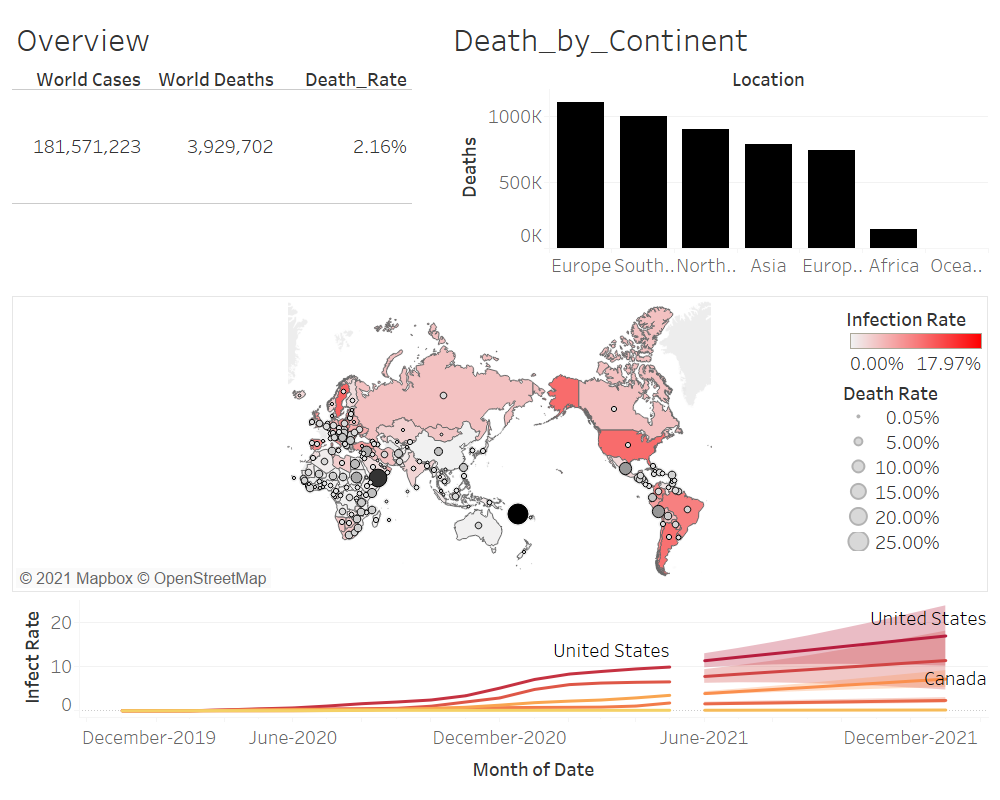 Overview
World Cases World Deaths Death_Rate
181,571,223 3,929,702 2.16%
Death_by_Continent
Location
Deaths
1000K
500K
0K
Europe South.. North.. Asia Europ.. Africa Ocea..
Infection Rate
0.00% 17.97%
Death Rate
0.05%
5.00%
10.00%
15.00%
20.00%
25.00%
© 2021 Mapbox © OpenStreetMap
Infect Rate
20
10
0
United States
United States
Canada
December-2019 June-2020 December-2020 June-2021 December-2021
Month of Date